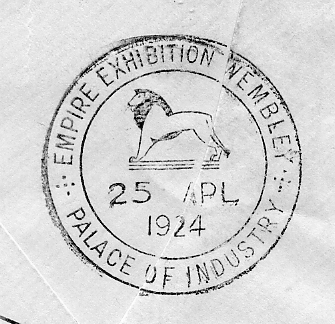 EMPIRE EXHIBITION WEMBLEY
25 APL
1924
PALACE OF INDUSTRY